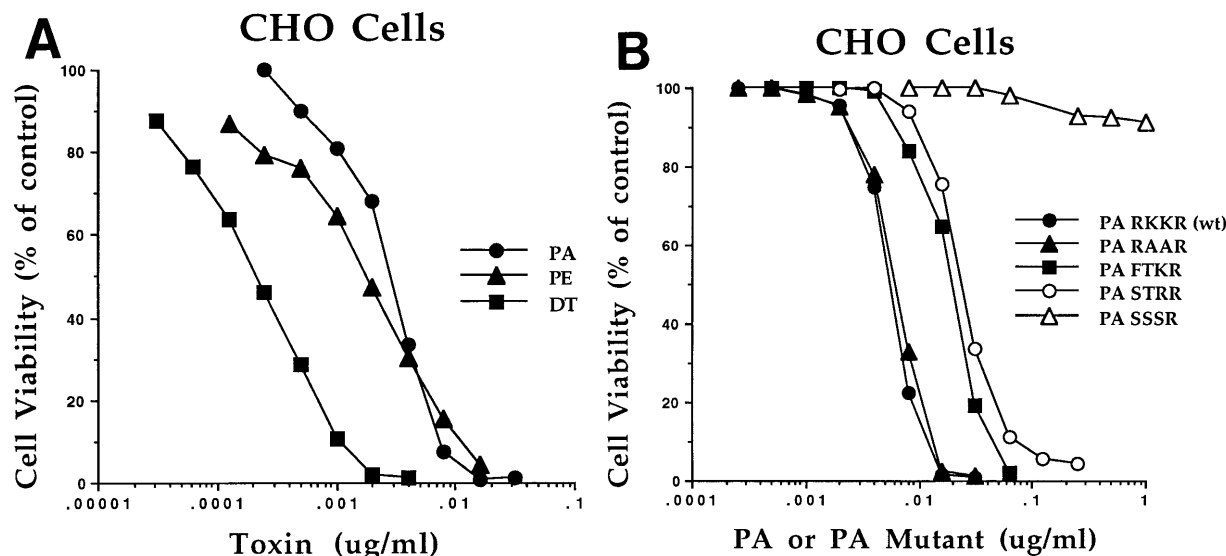 A
CHO Cells
Cell Viability (% of control)
100
80
60
40
20
0
.00001
.0001
.001
.01
.1
PA
PE
DT
Toxin (ug/ml)
B
CHO Cells
Cell Viability (% of control)
100
80
60
40
20
0
.0001
.001
.01
.1
1
PA RKKR (wt)
PA RAAR
PA FTKR
PA STRR
PA SSSR
PA or PA Mutant (ug/ml)